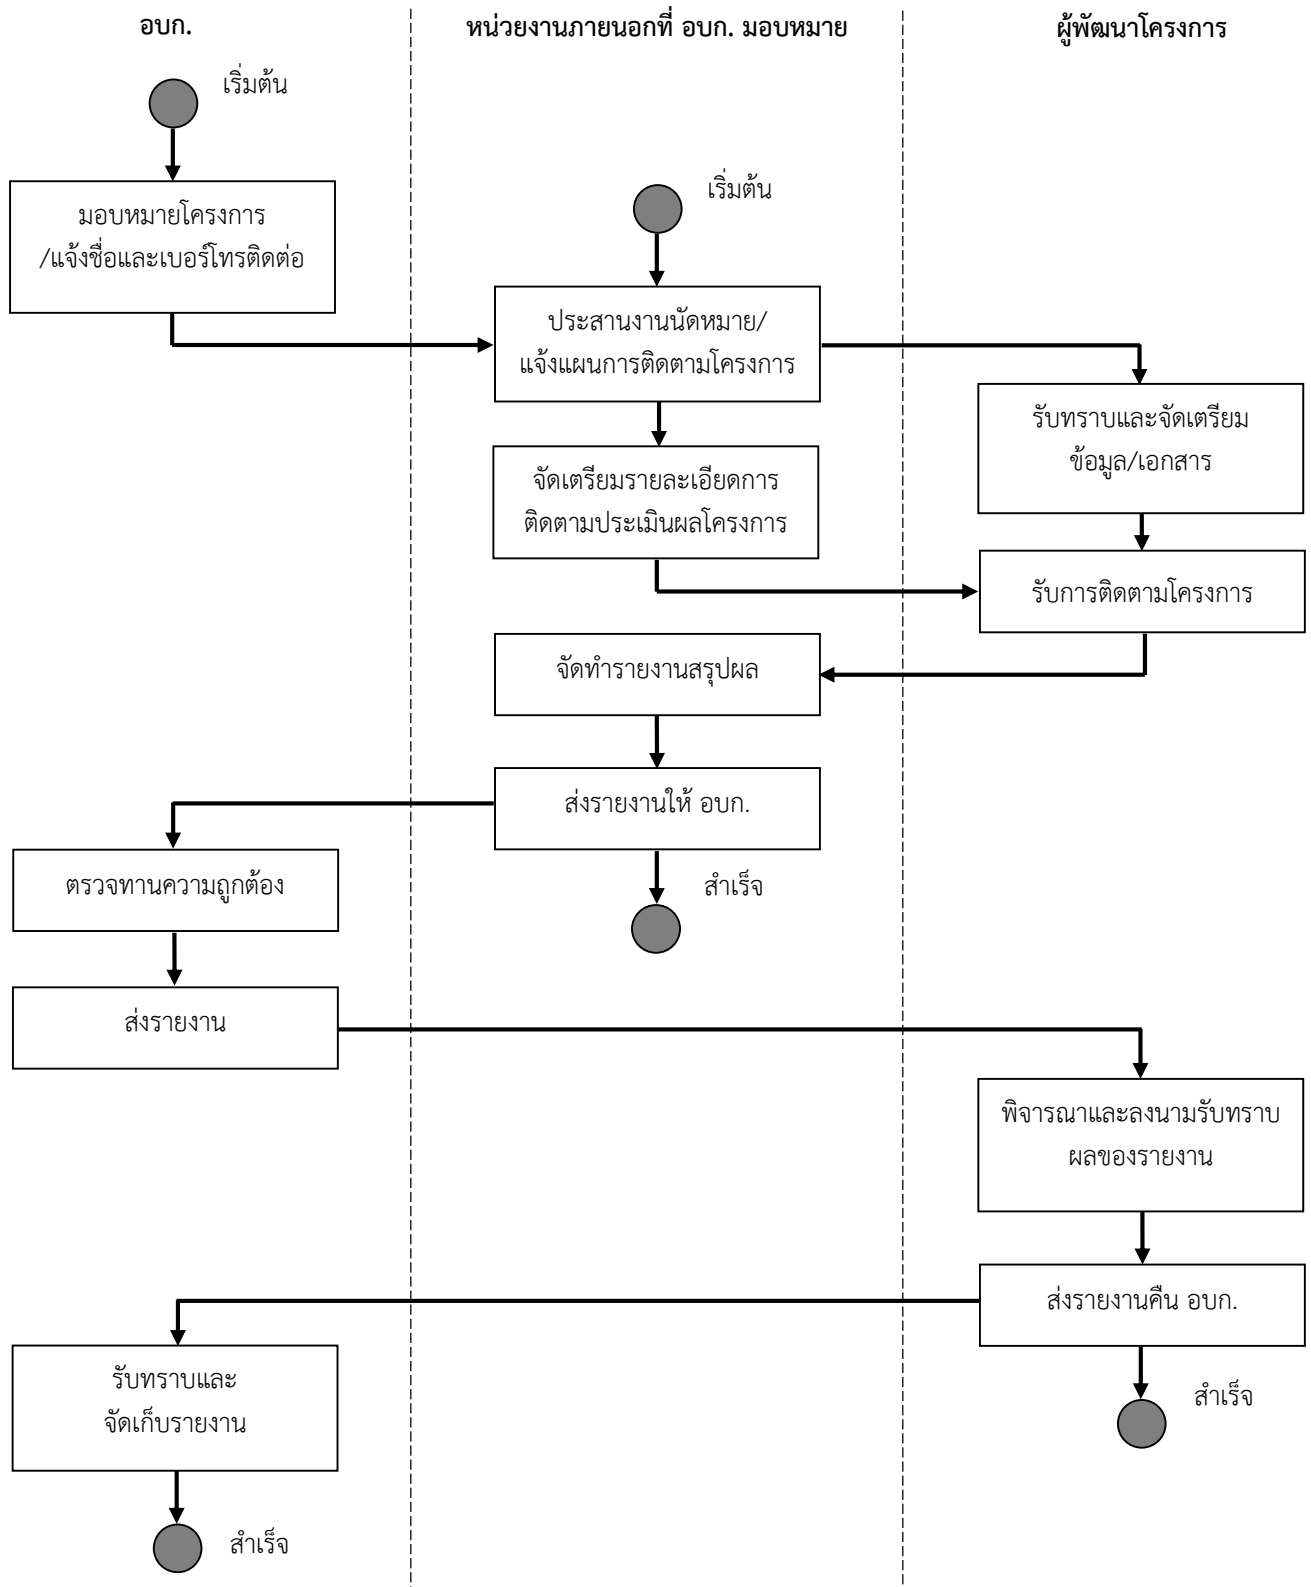 อบก.
หน่วยงานภายนอกที่ อบก. มอบหมาย
ผู้พัฒนาโครงการ
เริ่มต้น
มอบหมายโครงการ
/แจ้งชื่อและเบอร์โทรติดต่อ
เริ่มต้น
ประสานงานนัดหมาย/
แจ้งแผนการติดตามโครงการ
รับทราบและจัดเตรียม
ข้อมูล/เอกสาร
จัดเตรียมรายละเอียดการ
ติดตามประเมินผลโครงการ
รับการติดตามโครงการ
จัดทำรายงานสรุปผล
ส่งรายงานให้ อบก.
ตรวจทานความถูกต้อง
สำเร็จ
ส่งรายงาน
พิจารณาและลงนามรับทราบ
ผลของรายงาน
ส่งรายงานคืน อบก.
รับทราบและ
จัดเก็บรายงาน
สำเร็จ
สำเร็จ